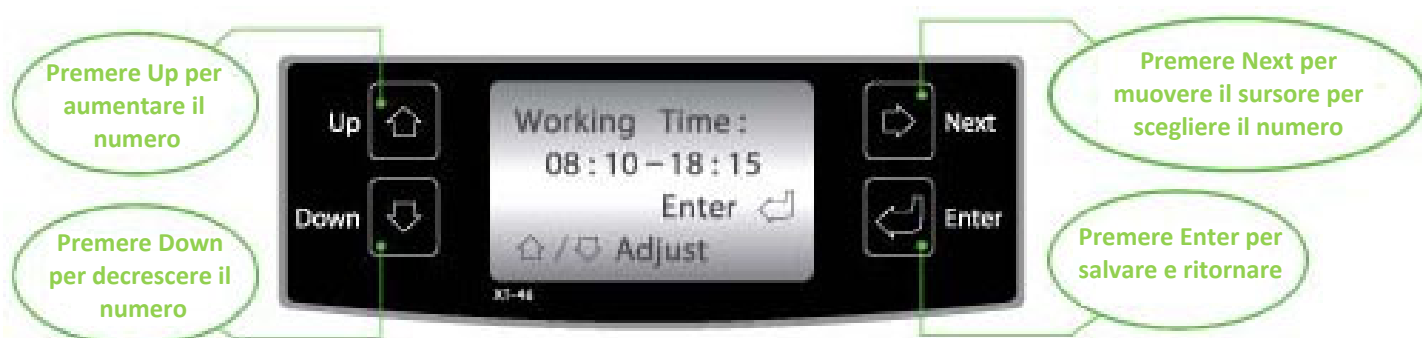 Premere Up per
aumentare il
numero
Premere Next per
muovere il sursore per
scegliere il numero
Up
Working Time:
Next
08:10-18:15
Enter
Down
Enter
Adjust
/
Premere Down
per decrescere il
numero
Premere Enter per
salvare e ritornare
X1-46